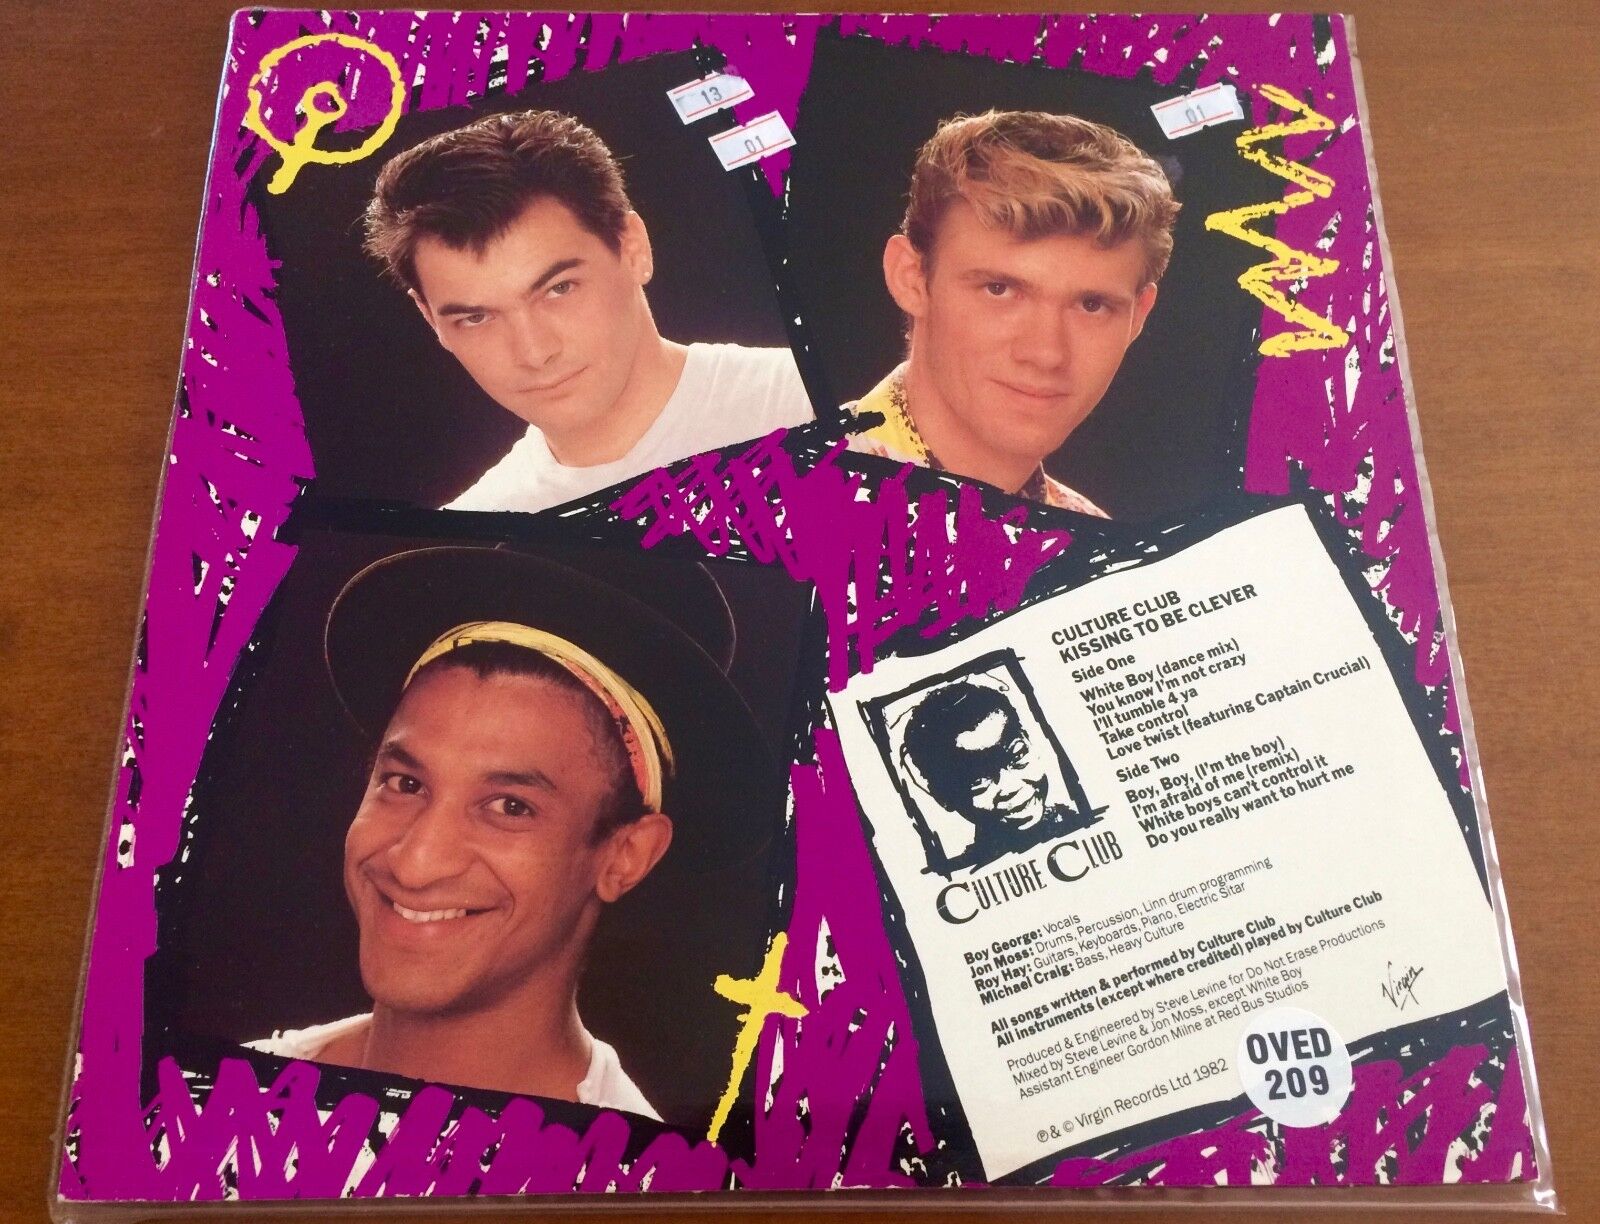 13
01
01
CULTURE CLUB
KISSING TO BE CLEVER
Side One
White Boy (dance mix)
You know I'm not crazy
I'll tumble 4 ya
Take control
Love twist (featuring Captain Crucial)
Side Two
Boy, Boy, (I'm the boy)
I'm afraid of me (remix)
White boys can't control it
Do you really want to hurt me
CULTURE CLUB
Boy George: Vocals
Jon Moss: Drums, Percussion, Linn drum programming
Roy Hay: Guitars, Keyboards, Piano, Electric Sitar
Michael Craig: Bass, Heavy Culture
All songs written & performed by Culture Club
All instruments (except where credited) played by Culture Club
Produced & Engineered by Steve Levine for Do Not Erase Productions
Mixed by Steve Levine & Jon Moss, except White Boy
Assistant Engineer Gordon Milne at Red Bus Studios
℗ & © Virgin Records Ltd 1982
Virgin
OVED
209